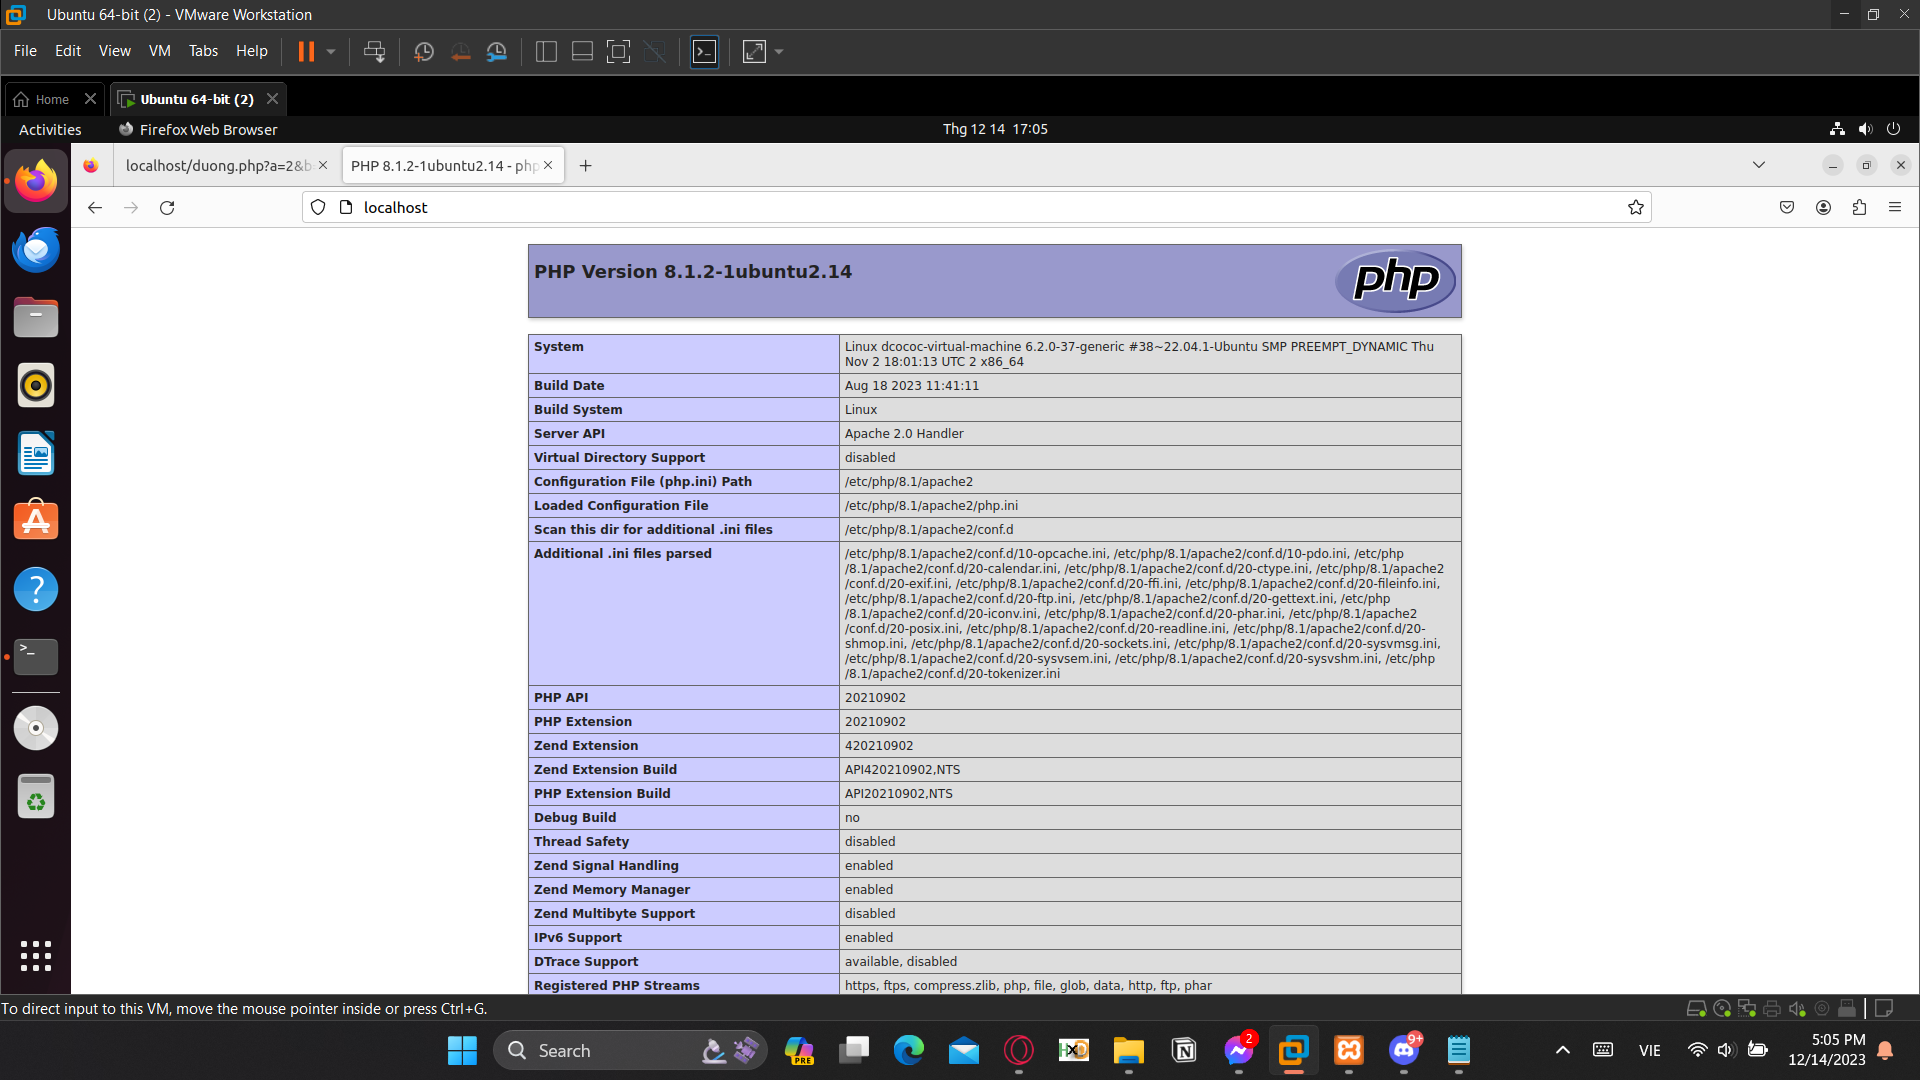 Ubuntu 64-bit (2) - VMware Workstation
File Edit View VM Tabs Help
Home
Ubuntu 64-bit (2)
Activities
Firefox Web Browser
Thg 12 14 17:05
localhost/duong.php?a=2&b
PHP 8.1.2-1ubuntu2.14 - php
localhost
PHP Version 8.1.2-1ubuntu2.14
php
System
Linux dcococ-virtual-machine 6.2.0-37-generic #38~22.04.1-Ubuntu SMP PREEMPT_DYNAMIC Thu
Nov 2 18:01:13 UTC 2 x86_64
Build Date
Aug 18 2023 11:41:11
Build System
Linux
Server API
Apache 2.0 Handler
Virtual Directory Support
disabled
Configuration File (php.ini) Path
/etc/php/8.1/apache2
Loaded Configuration File
/etc/php/8.1/apache2/php.ini
Scan this dir for additional .ini files
/etc/php/8.1/apache2/conf.d
Additional .ini files parsed
/etc/php/8.1/apache2/conf.d/10-opcache.ini, /etc/php/8.1/apache2/conf.d/10-pdo.ini, /etc/php
/8.1/apache2/conf.d/20-calendar.ini, /etc/php/8.1/apache2/conf.d/20-ctype.ini, /etc/php/8.1/apache2
/conf.d/20-exif.ini, /etc/php/8.1/apache2/conf.d/20-ffi.ini, /etc/php/8.1/apache2/conf.d/20-fileinfo.ini,
/etc/php/8.1/apache2/conf.d/20-ftp.ini, /etc/php/8.1/apache2/conf.d/20-gettext.ini, /etc/php
/8.1/apache2/conf.d/20-iconv.ini, /etc/php/8.1/apache2/conf.d/20-phar.ini, /etc/php/8.1/apache2
/conf.d/20-posix.ini, /etc/php/8.1/apache2/conf.d/20-readline.ini, /etc/php/8.1/apache2/conf.d/20-
shmop.ini, /etc/php/8.1/apache2/conf.d/20-sockets.ini, /etc/php/8.1/apache2/conf.d/20-sysvmsg.ini,
/etc/php/8.1/apache2/conf.d/20-sysvsem.ini, /etc/php/8.1/apache2/conf.d/20-sysvshm.ini, /etc/php
/8.1/apache2/conf.d/20-tokenizer.ini
PHP API
20210902
PHP Extension
20210902
Zend Extension
420210902
Zend Extension Build
API420210902,NTS
PHP Extension Build
API20210902,NTS
Debug Build
no
Thread Safety
disabled
Zend Signal Handling
enabled
Zend Memory Manager
enabled
Zend Multibyte Support
disabled
IPv6 Support
enabled
DTrace Support
available, disabled
Registered PHP Streams
https, ftps, compress.zlib, php, file, glob, data, http, ftp, phar
To direct input to this VM, move the mouse pointer inside or press Ctrl+G.
Search
PRE
2
9+
VIE
5:05 PM
12/14/2023